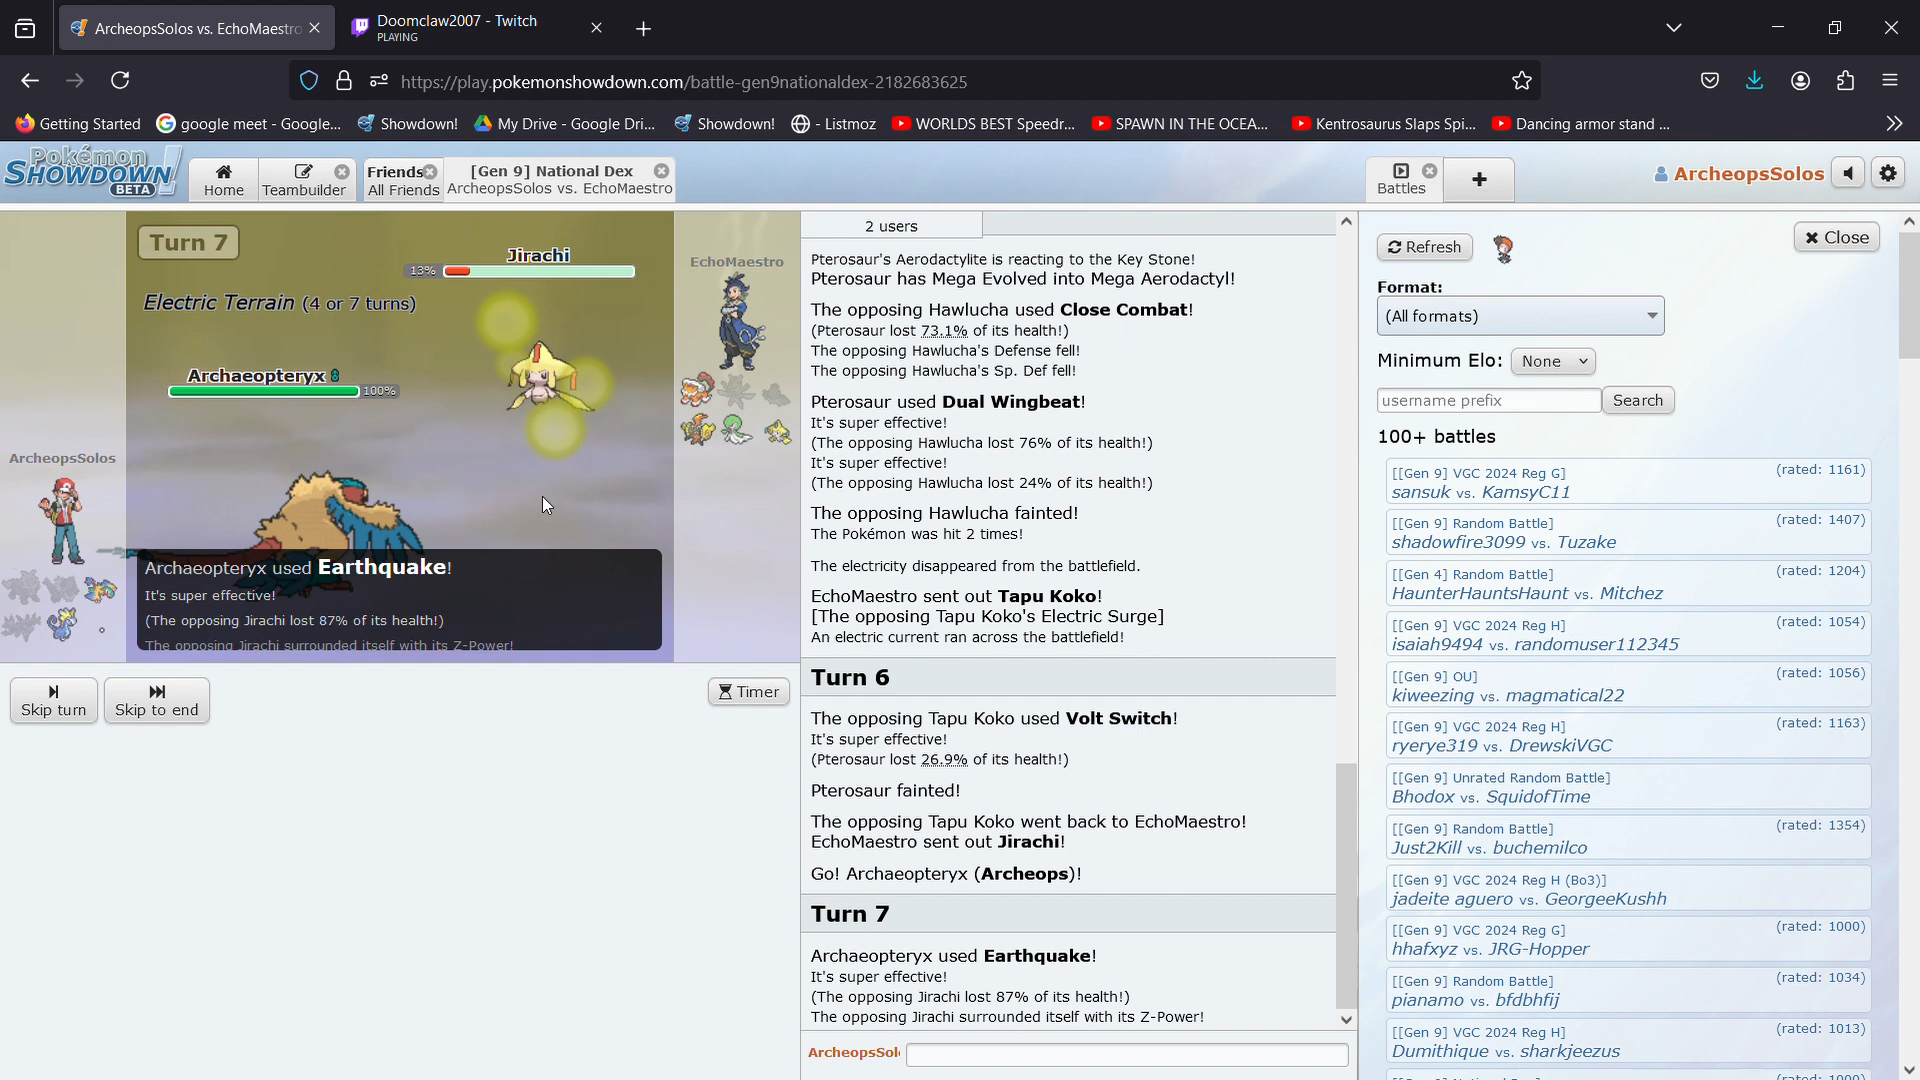 ArcheopsSolos vs. EchoMaestro
Doomclaw2007 - Twitch
PLAYING
https://play.pokemonshowdown.com/battle-gen9nationaldex-2182683625
Getting Started
google meet - Google...
Showdown!
My Drive - Google Dri...
Showdown!
- Listmoz
WORLDS BEST Speedr...
SPAWN IN THE OCEA...
Kentrosaurus Slaps Spi...
Dancing armor stand ...
Pokémon
SHOWDOWN!
BETA
Home
Teambuilder
Friends
All Friends
[Gen 9] National Dex
ArcheopsSolos vs. EchoMaestro
Battles
ArcheopsSolos
Turn 7
Jirachi
13%
Electric Terrain (4 or 7 turns)
Archaeopteryx
100%
EchoMaestro
ArcheopsSolos
Archaeopteryx used Earthquake!
It's super effective!
(The opposing Jirachi lost 87% of its health!)
The opposing Jirachi surrounded itself with its Z-Power!
Skip turn
Skip to end
Timer
2 users
Pterosaur's Aerodactylite is reacting to the Key Stone!
Pterosaur has Mega Evolved into Mega Aerodactyl!
The opposing Hawlucha used Close Combat!
(Pterosaur lost 73.1% of its health!)
The opposing Hawlucha's Defense fell!
The opposing Hawlucha's Sp. Def fell!
Pterosaur used Dual Wingbeat!
It's super effective!
(The opposing Hawlucha lost 76% of its health!)
It's super effective!
(The opposing Hawlucha lost 24% of its health!)
The opposing Hawlucha fainted!
The Pokémon was hit 2 times!
The electricity disappeared from the battlefield.
EchoMaestro sent out Tapu Koko!
[The opposing Tapu Koko's Electric Surge]
An electric current ran across the battlefield!
Turn 6
The opposing Tapu Koko used Volt Switch!
It's super effective!
(Pterosaur lost 26.9% of its health!)
Pterosaur fainted!
The opposing Tapu Koko went back to EchoMaestro!
EchoMaestro sent out Jirachi!
Go! Archaeopteryx (Archeops)!
Turn 7
Archaeopteryx used Earthquake!
It's super effective!
(The opposing Jirachi lost 87% of its health!)
The opposing Jirachi surrounded itself with its Z-Power!
ArcheopsSol
Refresh
Close
Format:
(All formats)
Minimum Elo: None
username prefix
Search
100+ battles
[[Gen 9] VGC 2024 Reg G] (rated: 1161)
sansuk vs. KamsyC11
[[Gen 9] Random Battle] (rated: 1407)
shadowfire3099 vs. Tuzake
[[Gen 4] Random Battle] (rated: 1204)
HaunterHauntsHaunt vs. Mitchez
[[Gen 9] VGC 2024 Reg H] (rated: 1054)
isaiah9494 vs. randomuser112345
[[Gen 9] OU] (rated: 1056)
kiweezing vs. magmatical22
[[Gen 9] VGC 2024 Reg H] (rated: 1163)
ryerye319 vs. DrewskiVGC
[[Gen 9] Unrated Random Battle]
Bhodox vs. SquidofTime
[[Gen 9] Random Battle] (rated: 1354)
Just2Kill vs. buchemilco
[[Gen 9] VGC 2024 Reg H (Bo3)]
jadeite aguero vs. GeorgeeKushh
[[Gen 9] VGC 2024 Reg G] (rated: 1000)
hhafxyz vs. JRG-Hopper
[[Gen 9] Random Battle] (rated: 1034)
pianamo vs. bfdbhfij
[[Gen 9] VGC 2024 Reg H] (rated: 1013)
Dumithique vs. sharkjeezus